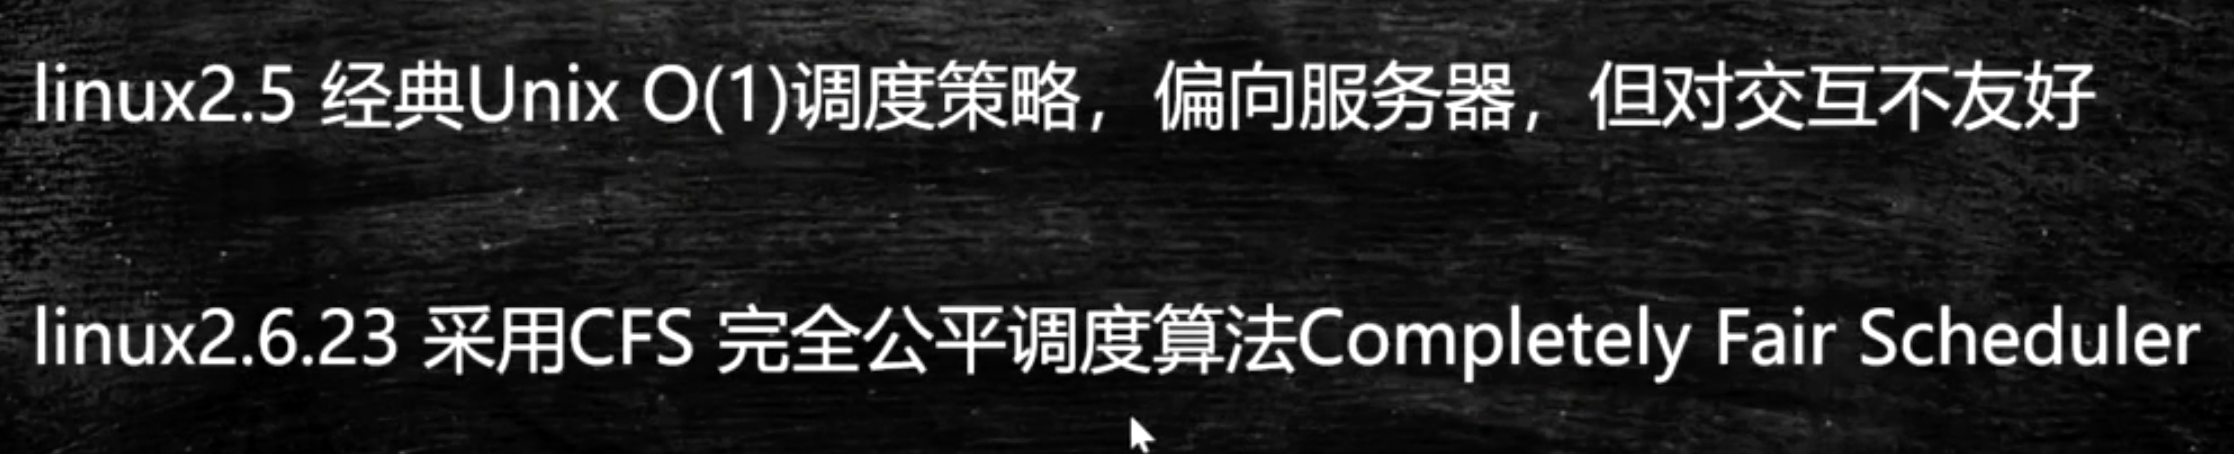 linux2.5 经典Unix O(1)调度策略，偏向服务器，但对交互不友好
linux2.6.23 采用CFS 完全公平调度算法Completely Fair Scheduler